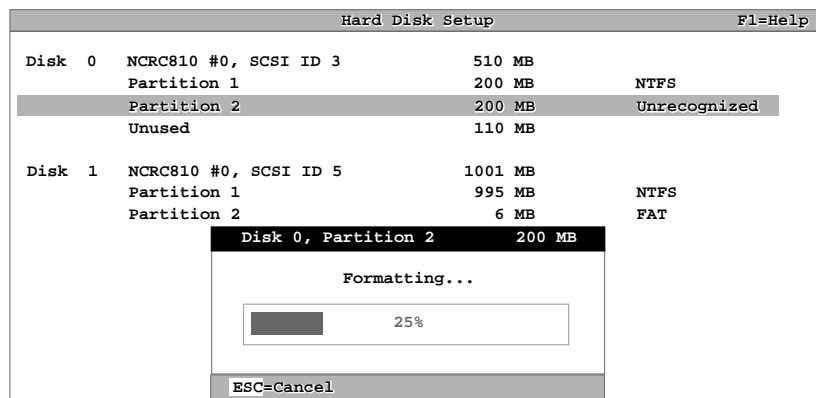 Hard Disk Setup F1=Help
Disk 0 NCRC810 #0, SCSI ID 3 510 MB
Partition 1 200 MB NTFS
Partition 2 200 MB Unrecognized
Unused 110 MB
Disk 1 NCRC810 #0, SCSI ID 5 1001 MB
Partition 1 995 MB NTFS
Partition 2 6 MB FAT
Disk 0, Partition 2 200 MB
Formatting...
25%
ESC=Cancel